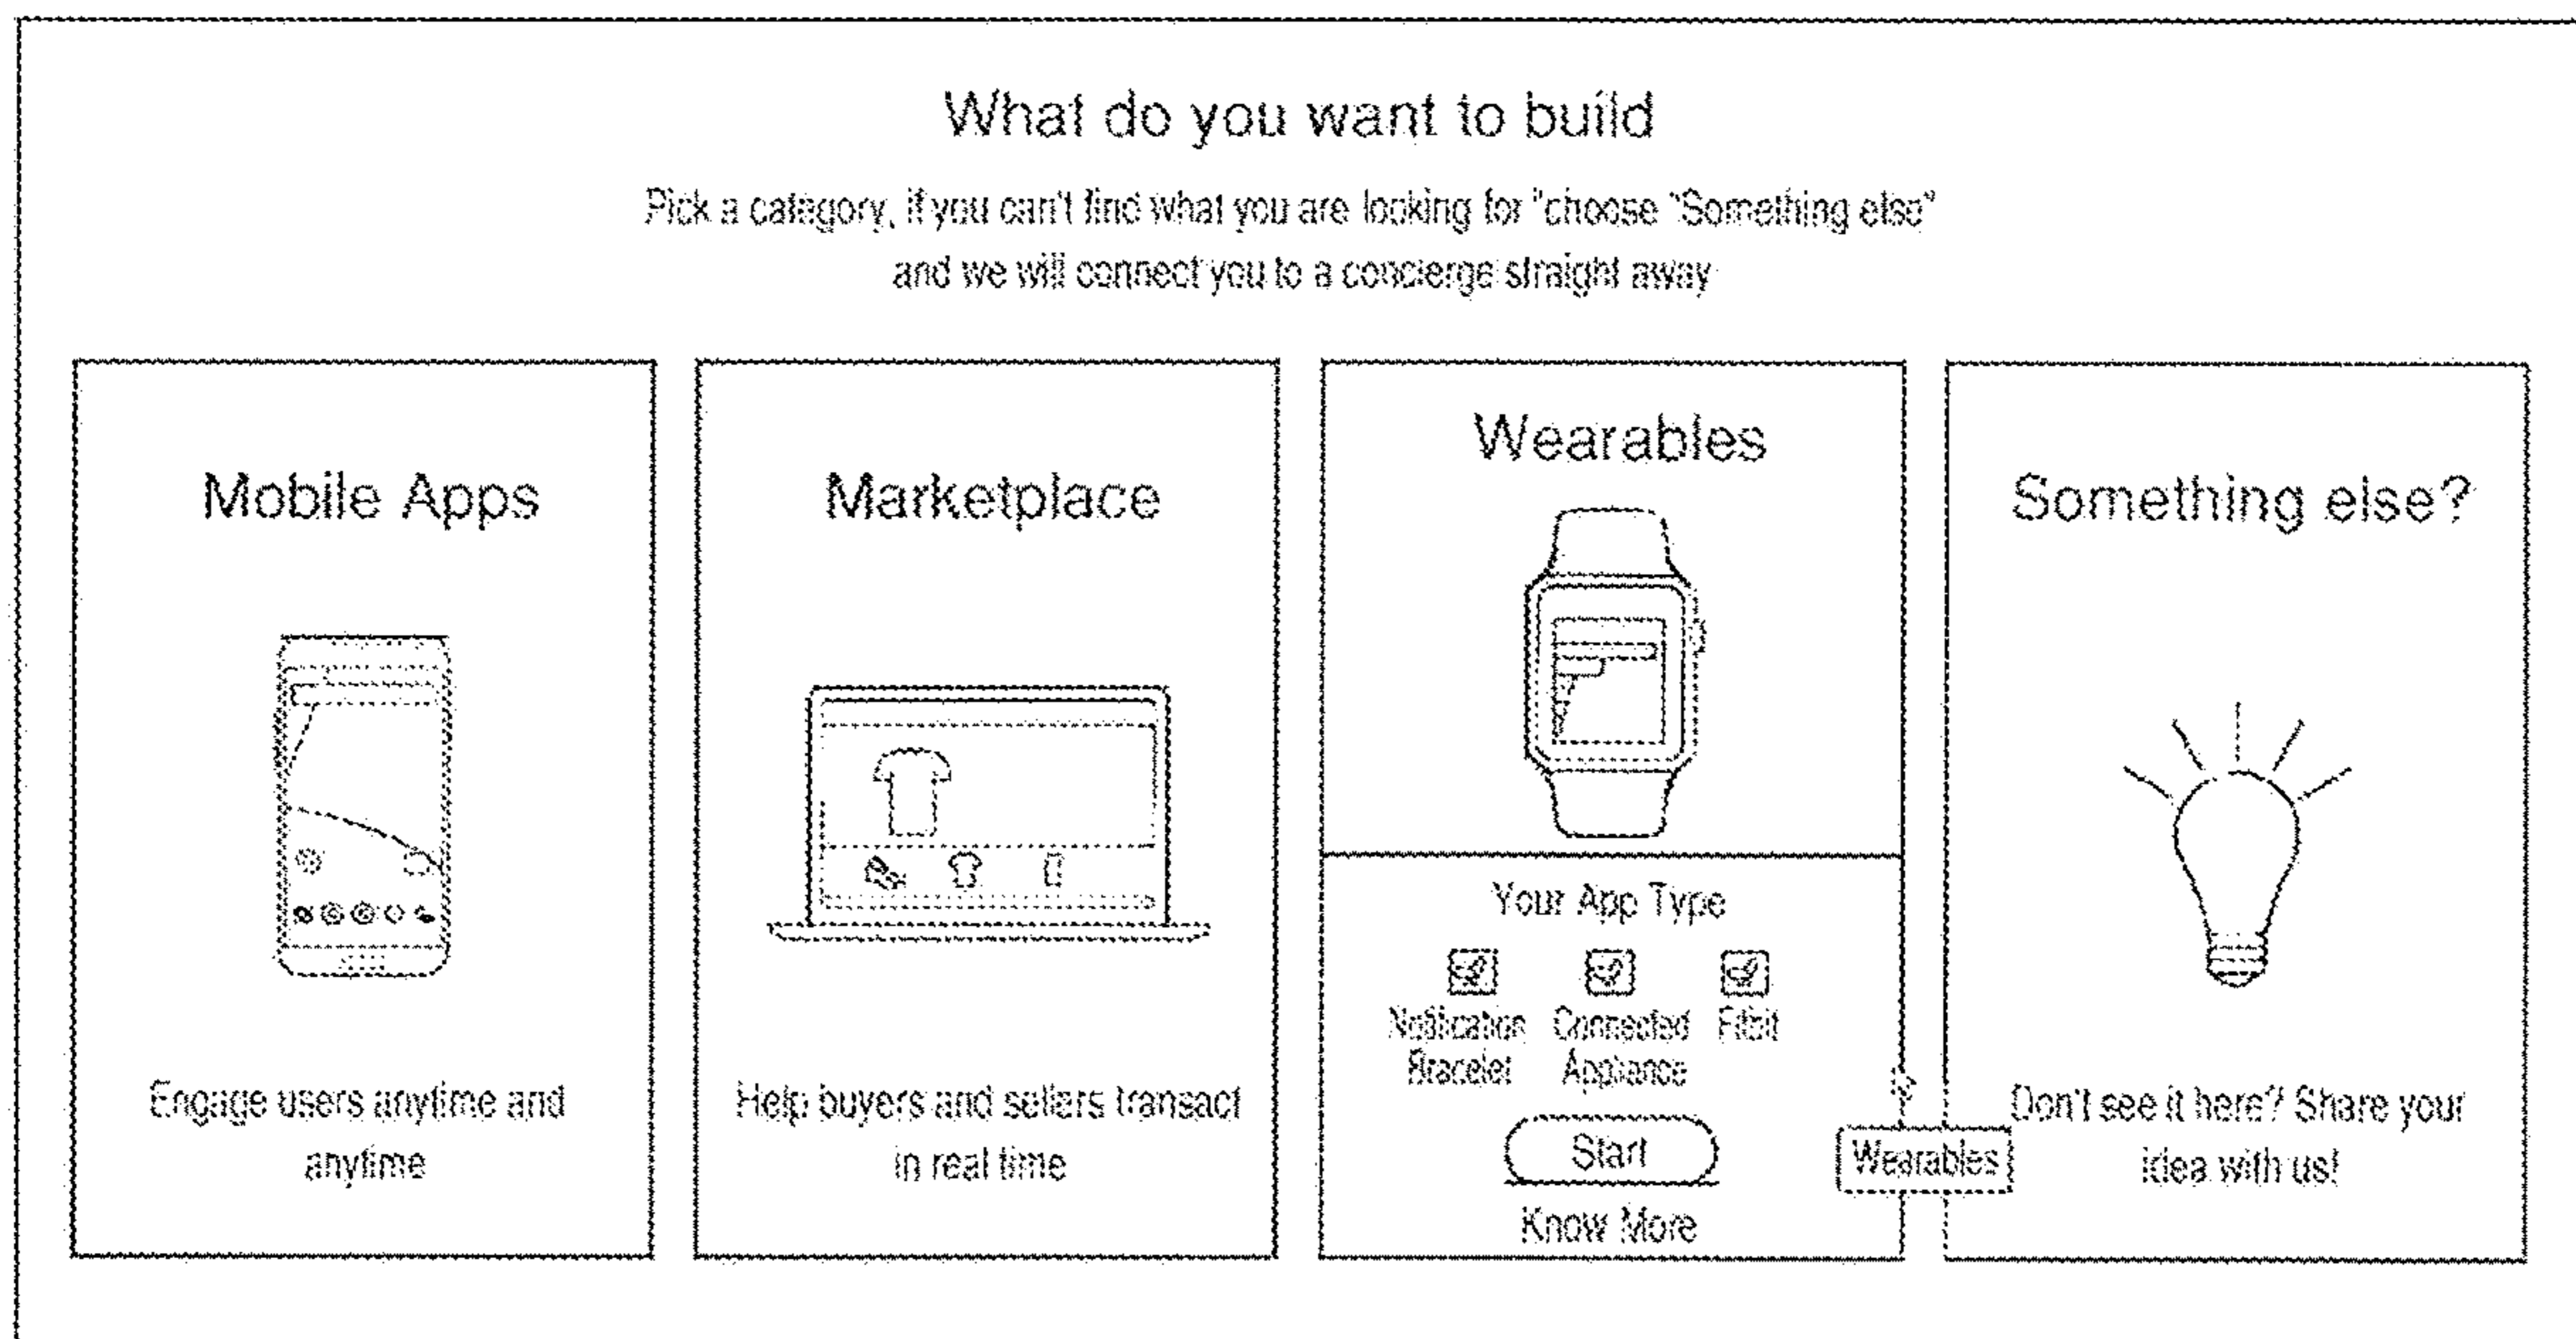 What do you want to build
Pick a category, if you can't find what you are looking for "choose "Something else"
and we will connect you to a concierge straight away
Mobile Apps
Engage users anytime and
anytime
Marketplace
Help buyers and sellers transact
in real time
Wearables
Your App Type
Notification
Bracelet
Connected
Appliance
Fitbit
Start
Know More
Wearables
Something else?
Don't see it here? Share your
idea with us!